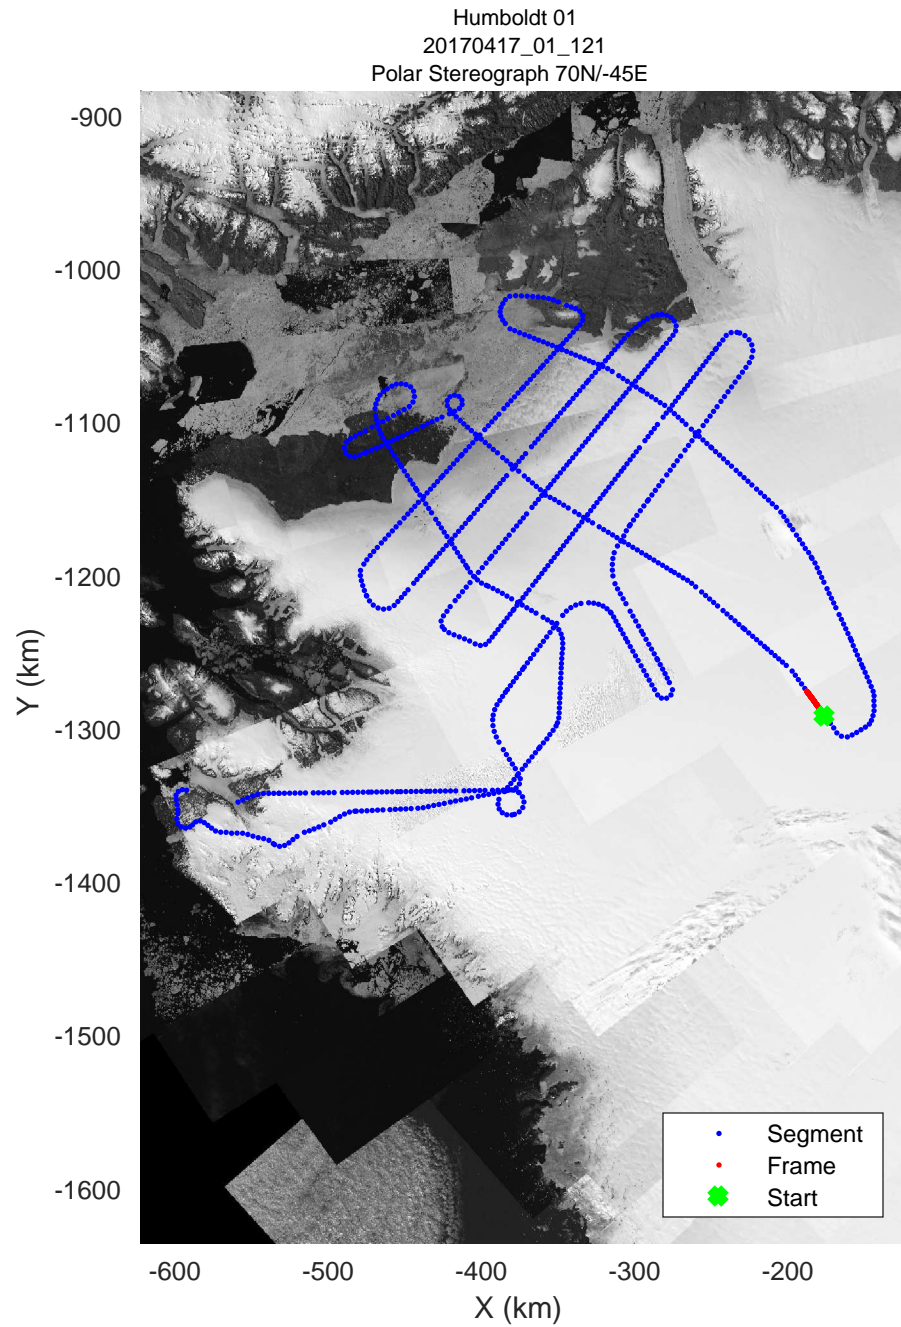 Humboldt 01
20170417_01_121
Polar Stereograph 70N/-45E
-900
-1000
-1100
-1200
-1300
-1400
-1500
-1600
Y (km)
Segment
Frame
Start
-600 -500 -400 -300 -200
X (km)